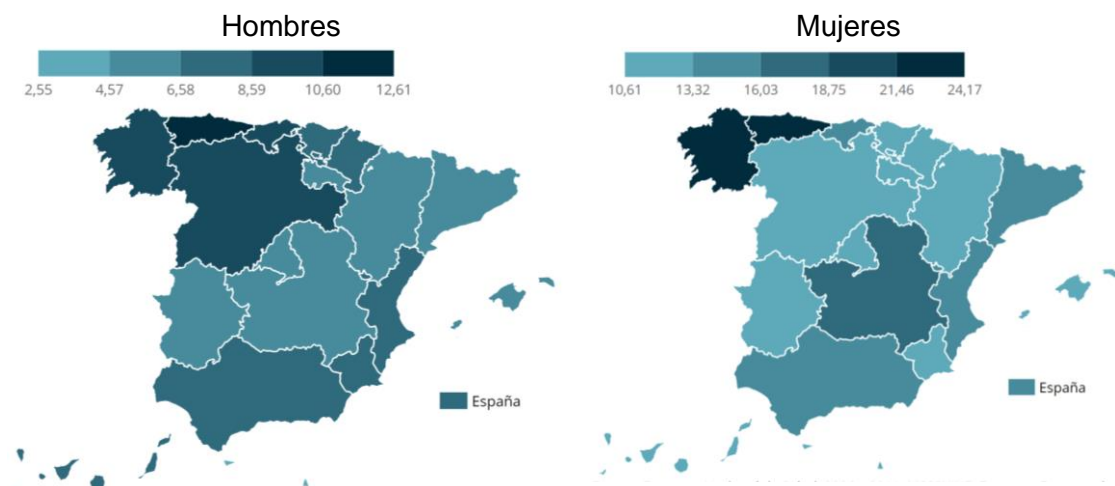 Hombres
2,55 4,57 6,58 8,59 10,60 12,61
España
Mujeres
10,61 13,32 16,03 18,75 21,46 24,17
España